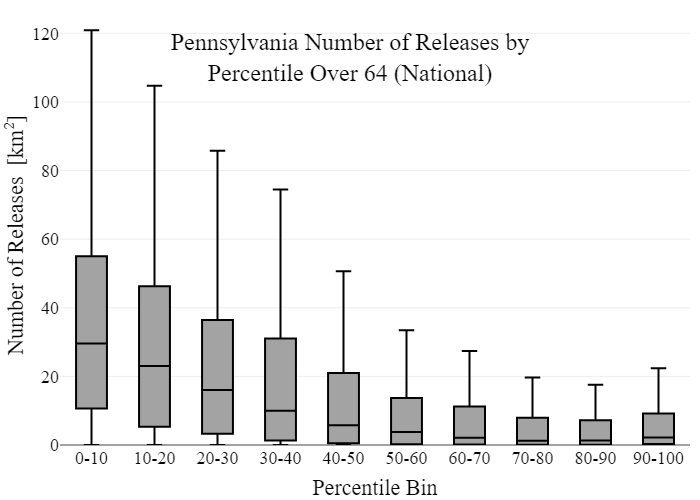 Pennsylvania Number of Releases by
Percentile Over 64 (National)
Number of Releases [km²]
120
100
80
60
40
20
0
0-10 10-20 20-30 30-40 40-50 50-60 60-70 70-80 80-90 90-100
Percentile Bin